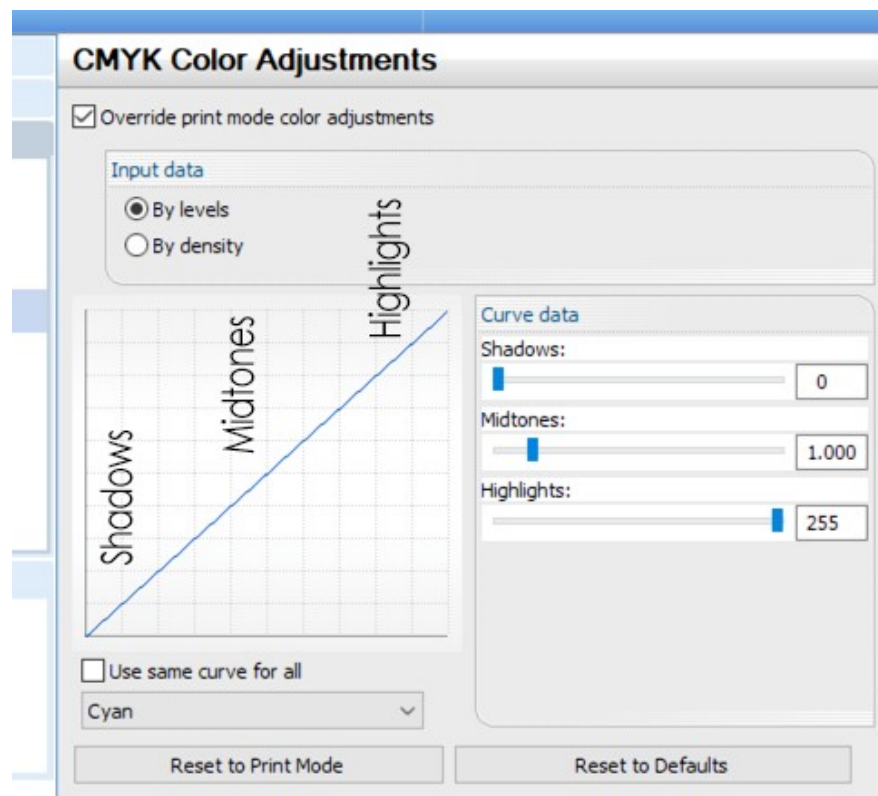 CMYK Color Adjustments
Override print mode color adjustments
Input data
By levels
By density
Shadows
Midtones
Highlights
Curve data
Shadows:
0
Midtones:
1.000
Highlights:
255
Use same curve for all
Cyan
Reset to Print Mode
Reset to Defaults